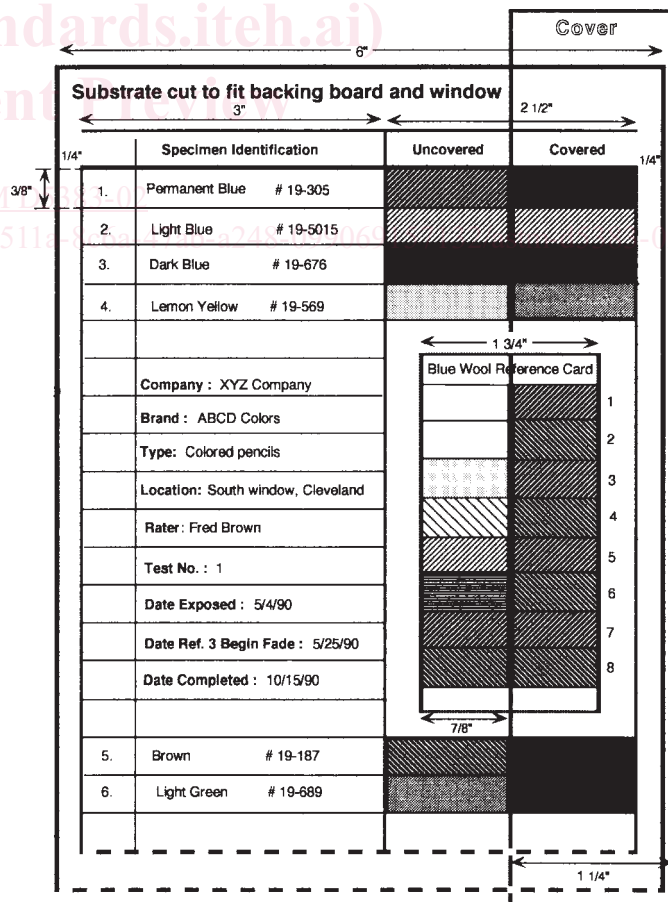 ndards.iteh.ai)
Cover
6"
nt Preview
Substrate cut to fit backing board and window
3"
2 1/2"
1/4" Specimen Identification Uncovered Covered 1/4"
3/8"
1. Permanent Blue # 19-305
2. Light Blue # 19-5015
3. Dark Blue # 19-676
4. Lemon Yellow # 19-569
1 3/4"
Blue Wool Reference Card
Company : XYZ Company
1
Brand : ABCD Colors
2
Type: Colored pencils
3
Location: South window, Cleveland
4
Rater: Fred Brown
5
Test No. : 1
6
Date Exposed : 5/4/90
7
Date Ref. 3 Begin Fade : 5/25/90
8
Date Completed : 10/15/90
7/8"
5. Brown # 19-187
6. Light Green # 19-689
1 1/4"